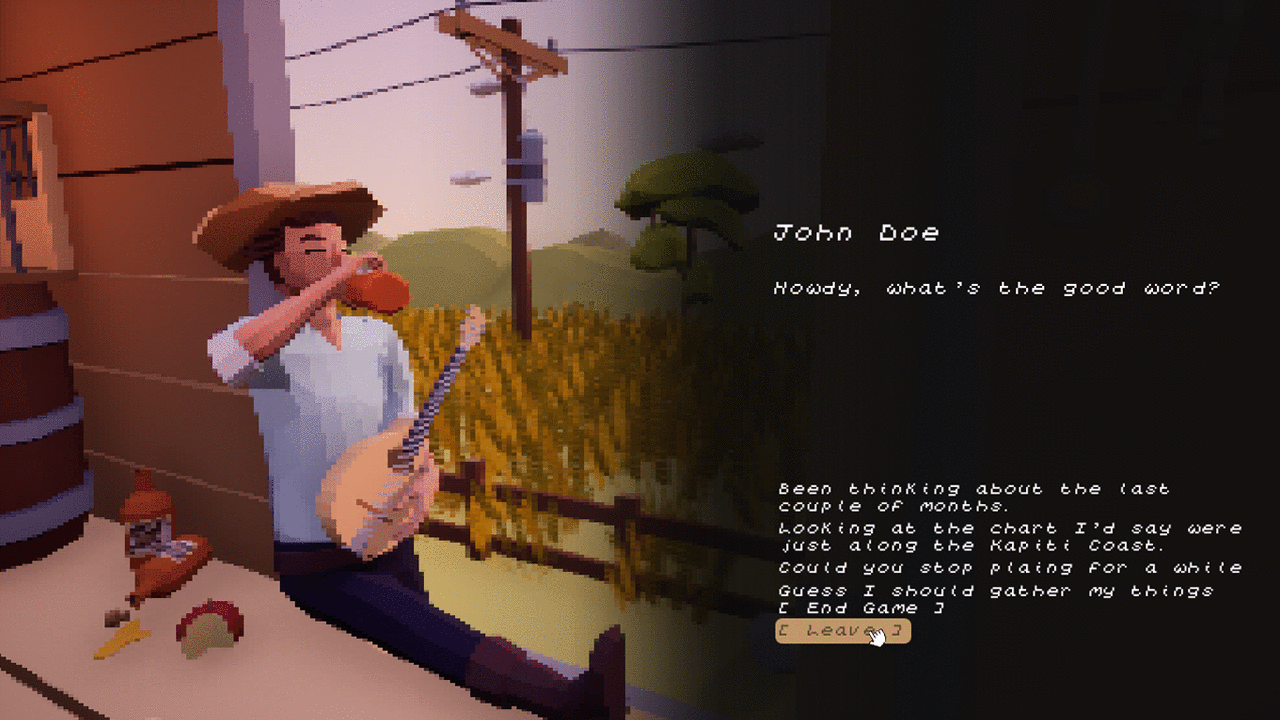 John Doe
Howdy, what's the good word?
Been thinking about the last
couple of months.
Looking at the chart I'd say were
just along the Kapiti Coast.
Could you stop plaing for a while
Guess I should gather my things
[ End Game ]
[ Leave ]